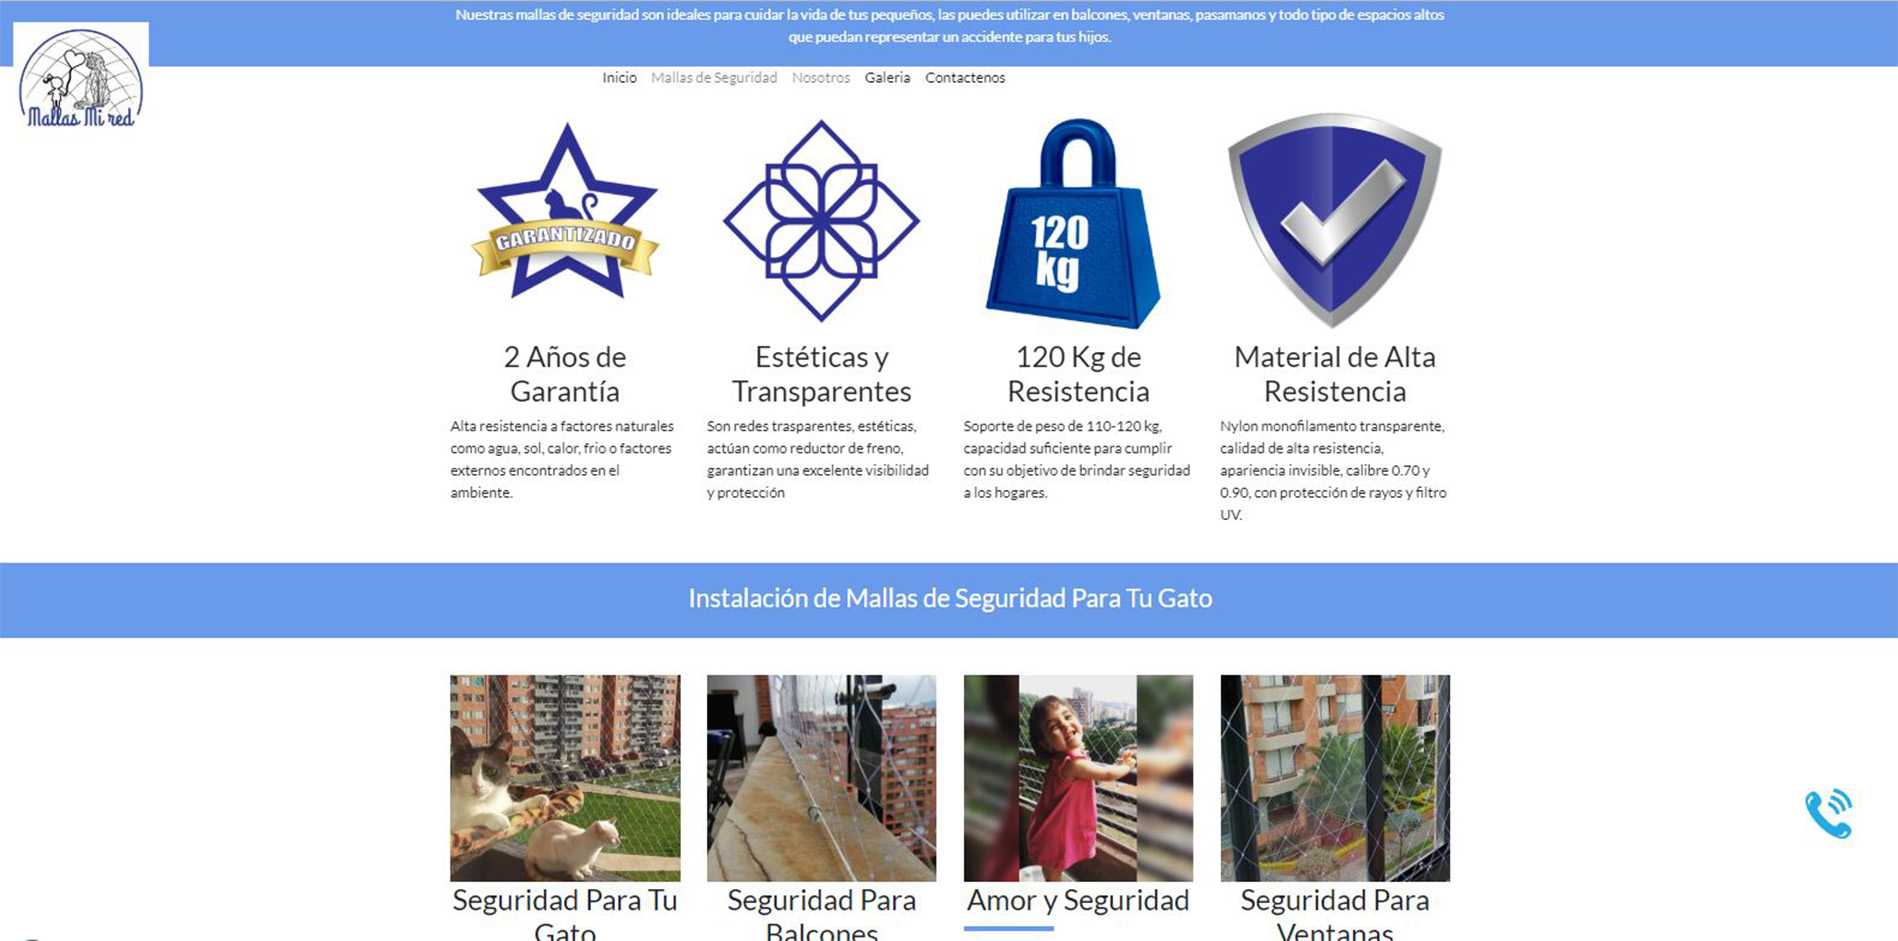 Nuestras mallas de seguridad son ideales para cuidar la vida de tus pequeños, las puedes utilizar en balcones, ventanas, pasamanos y todo tipo de espacios altos
que puedan representar un accidente para tus hijos.
Mallas Mi red
Inicio Mallas de Seguridad Nosotros Galeria Contactenos
GARANTIZADO
120
kg
2 Años de
Garantía
Alta resistencia a factores naturales
como agua, sol, calor, frio o factores
externos encontrados en el
ambiente.
Estéticas y
Transparentes
Son redes trasparentes, estéticas,
actúan como reductor de freno,
garantizan una excelente visibilidad
y protección
120 Kg de
Resistencia
Soporte de peso de 110-120 kg,
capacidad suficiente para cumplir
con su objetivo de brindar seguridad
a los hogares.
Material de Alta
Resistencia
Nylon monofilamento transparente,
calidad de alta resistencia,
apariencia invisible, calibre 0.70 y
0.90, con protección de rayos y filtro
UV.
Instalación de Mallas de Seguridad Para Tu Gato
Seguridad Para Tu
Gato
Seguridad Para
Balcones
Amor y Seguridad
Seguridad Para
Ventanas